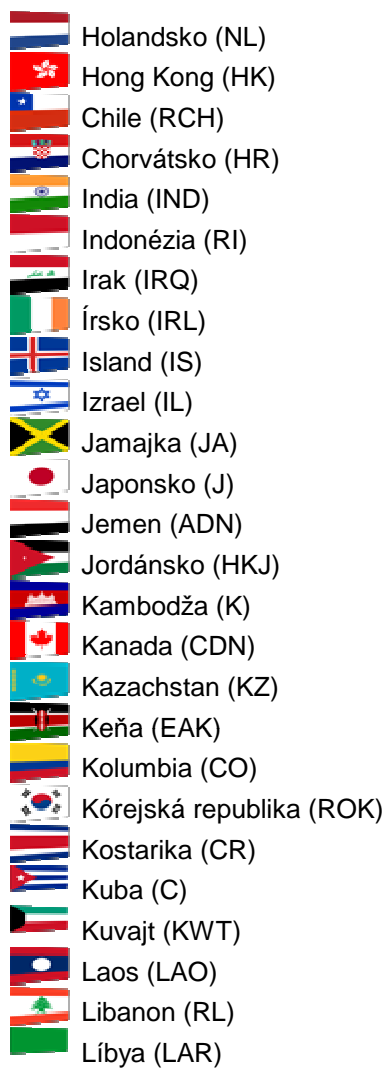 Holandsko (NL)
Hong Kong (HK)
Chile (RCH)
Chorvátsko (HR)
India (IND)
Indonézia (RI)
Irak (IRQ)
Írsko (IRL)
Island (IS)
Izrael (IL)
Jamajka (JA)
Japonsko (J)
Jemen (ADN)
Jordánsko (HKJ)
Kambodža (K)
Kanada (CDN)
Kazachstan (KZ)
Keňa (EAK)
Kolumbia (CO)
Kórejská republika (ROK)
Kostarika (CR)
Kuba (C)
Kuvajt (KWT)
Laos (LAO)
Libanon (RL)
Líbya (LAR)